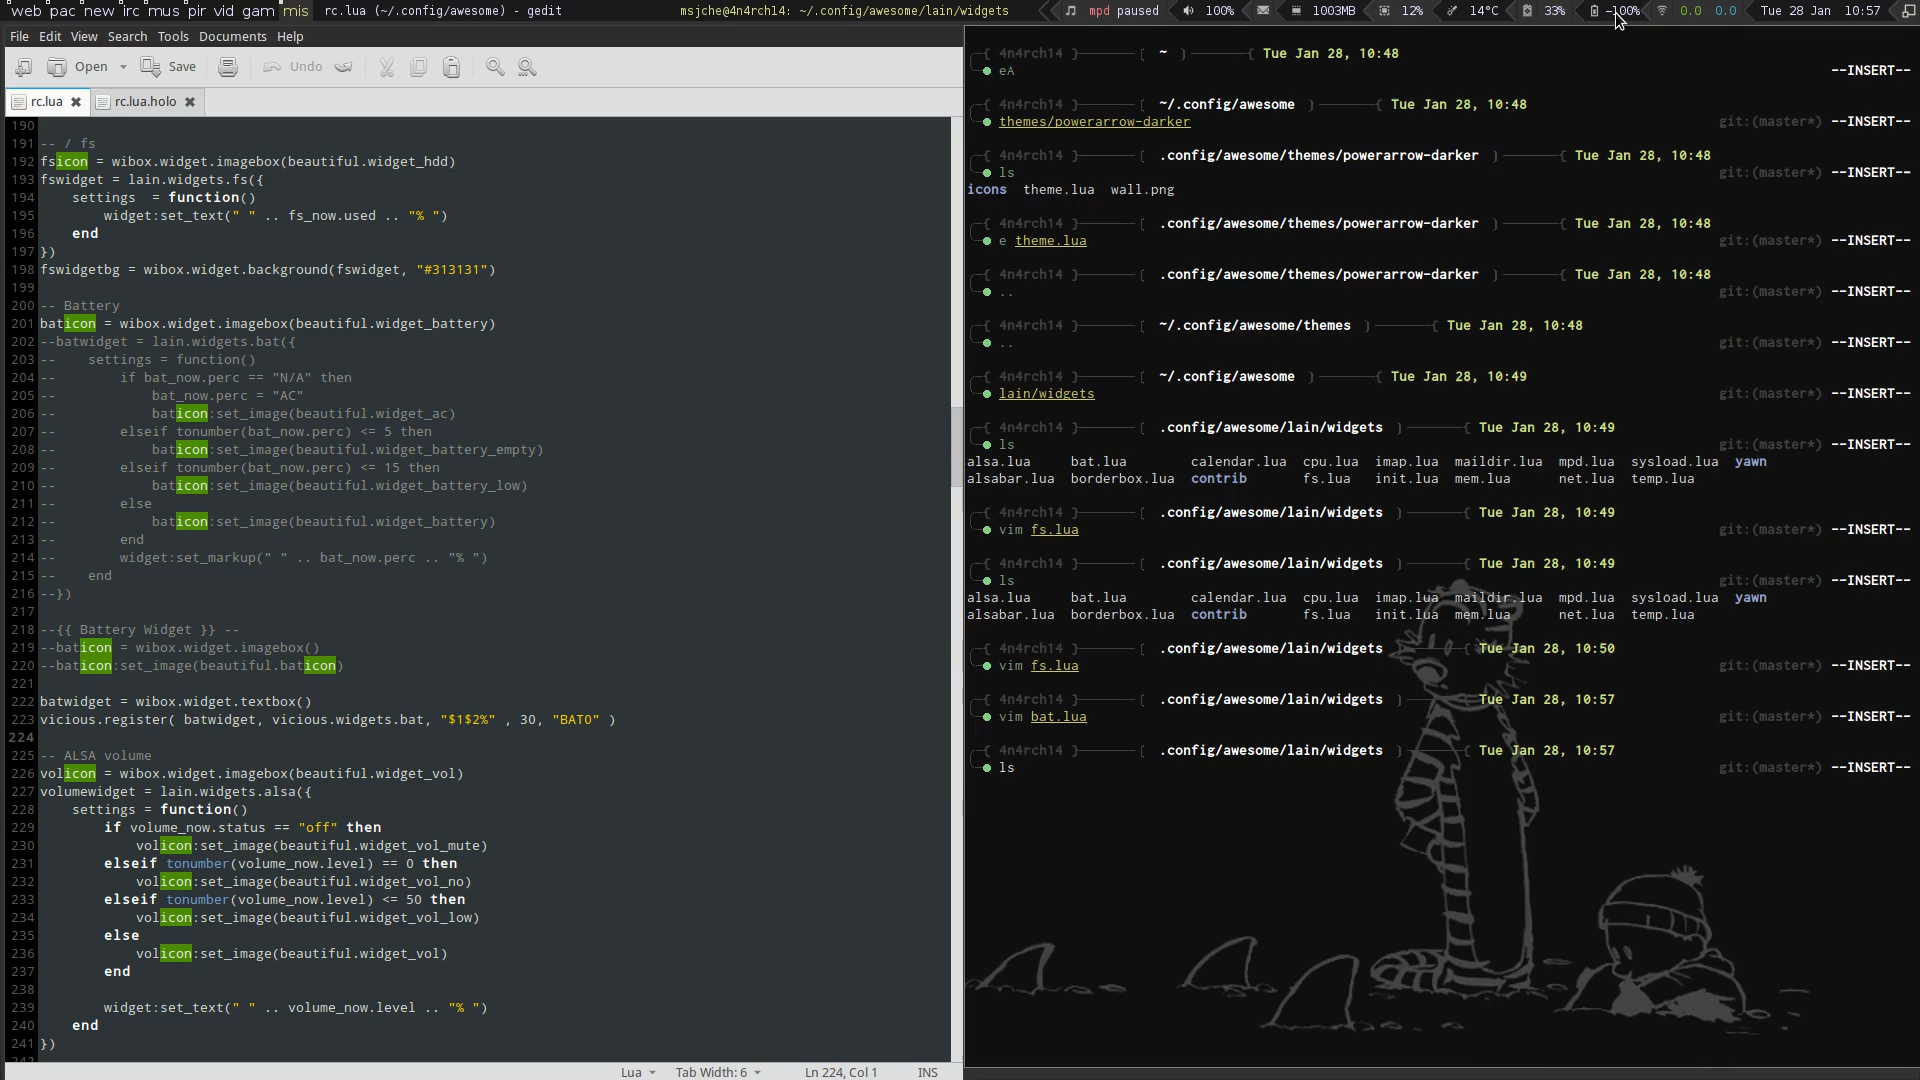 web pac new irc mus pir vid gam mis rc.lua (~/.config/awesome) - gedit msjche@4n4rch14: ~/.config/awesome/lain/widgets mpd paused 100% 1003MB 12% 14°C 33% −100% 0.0 0.0 Tue 28 Jan 10:57
File Edit View Search Tools Documents Help
Open Save Undo
rc.lua rc.lua.holo
190
191 -- / fs
192 fsicon = wibox.widget.imagebox(beautiful.widget_hdd)
193 fswidget = lain.widgets.fs({
194     settings  = function()
195         widget:set_text(" " .. fs_now.used .. "% ")
196     end
197 })
198 fswidgetbg = wibox.widget.background(fswidget, "#313131")
199
200 -- Battery
201 baticon = wibox.widget.imagebox(beautiful.widget_battery)
202 --batwidget = lain.widgets.bat({
203 --    settings = function()
204 --        if bat_now.perc == "N/A" then
205 --            bat_now.perc = "AC"
206 --            baticon:set_image(beautiful.widget_ac)
207 --        elseif tonumber(bat_now.perc) <= 5 then
208 --            baticon:set_image(beautiful.widget_battery_empty)
209 --        elseif tonumber(bat_now.perc) <= 15 then
210 --            baticon:set_image(beautiful.widget_battery_low)
211 --        else
212 --            baticon:set_image(beautiful.widget_battery)
213 --        end
214 --        widget:set_markup(" " .. bat_now.perc .. "% ")
215 --    end
216 --})
217
218 --{{ Battery Widget }} --
219 --baticon = wibox.widget.imagebox()
220 --baticon:set_image(beautiful.baticon)
221
222 batwidget = wibox.widget.textbox()
223 vicious.register( batwidget, vicious.widgets.bat, "$1$2%" , 30, "BAT0" )
224
225 -- ALSA volume
226 volicon = wibox.widget.imagebox(beautiful.widget_vol)
227 volumewidget = lain.widgets.alsa({
228     settings = function()
229         if volume_now.status == "off" then
230             volicon:set_image(beautiful.widget_vol_mute)
231         elseif tonumber(volume_now.level) == 0 then
232             volicon:set_image(beautiful.widget_vol_no)
233         elseif tonumber(volume_now.level) <= 50 then
234             volicon:set_image(beautiful.widget_vol_low)
235         else
236             volicon:set_image(beautiful.widget_vol)
237         end
238
239         widget:set_text(" " .. volume_now.level .. "% ")
240     end
241 })
Lua Tab Width: 6 Ln 224, Col 1 INS
{ 4n4rch14 } [ ~ ] { Tue Jan 28, 10:48
eA --INSERT--
{ 4n4rch14 } [ ~/.config/awesome ] { Tue Jan 28, 10:48
themes/powerarrow-darker git:(master*) --INSERT--
{ 4n4rch14 } [ .config/awesome/themes/powerarrow-darker ] { Tue Jan 28, 10:48
ls git:(master*) --INSERT--
icons theme.lua wall.png
{ 4n4rch14 } [ .config/awesome/themes/powerarrow-darker ] { Tue Jan 28, 10:48
e theme.lua git:(master*) --INSERT--
{ 4n4rch14 } [ .config/awesome/themes/powerarrow-darker ] { Tue Jan 28, 10:48
.. git:(master*) --INSERT--
{ 4n4rch14 } [ ~/.config/awesome/themes ] { Tue Jan 28, 10:48
.. git:(master*) --INSERT--
{ 4n4rch14 } [ ~/.config/awesome ] { Tue Jan 28, 10:49
lain/widgets git:(master*) --INSERT--
{ 4n4rch14 } [ .config/awesome/lain/widgets ] { Tue Jan 28, 10:49
ls git:(master*) --INSERT--
alsa.lua bat.lua calendar.lua cpu.lua imap.lua maildir.lua mpd.lua sysload.lua yawn
alsabar.lua borderbox.lua contrib fs.lua init.lua mem.lua net.lua temp.lua
{ 4n4rch14 } [ .config/awesome/lain/widgets ] { Tue Jan 28, 10:49
vim fs.lua git:(master*) --INSERT--
{ 4n4rch14 } [ .config/awesome/lain/widgets ] { Tue Jan 28, 10:49
ls git:(master*) --INSERT--
alsa.lua bat.lua calendar.lua cpu.lua imap.lua maildir.lua mpd.lua sysload.lua yawn
alsabar.lua borderbox.lua contrib fs.lua init.lua mem.lua net.lua temp.lua
{ 4n4rch14 } [ .config/awesome/lain/widgets ] { Tue Jan 28, 10:50
vim fs.lua git:(master*) --INSERT--
{ 4n4rch14 } [ .config/awesome/lain/widgets ] { Tue Jan 28, 10:57
vim bat.lua git:(master*) --INSERT--
{ 4n4rch14 } [ .config/awesome/lain/widgets ] { Tue Jan 28, 10:57
ls git:(master*) --INSERT--